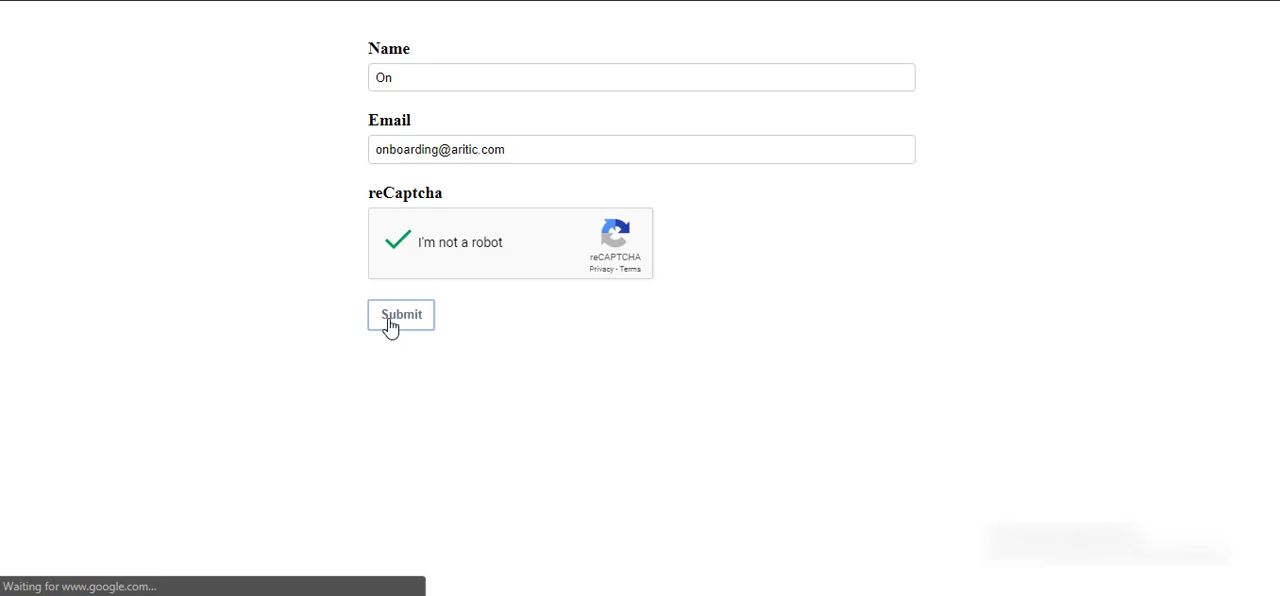 Name
On
Email
onboarding@aritic.com
reCaptcha
I'm not a robot
reCAPTCHA
Privacy - Terms
Submit
Waiting for www.google.com...